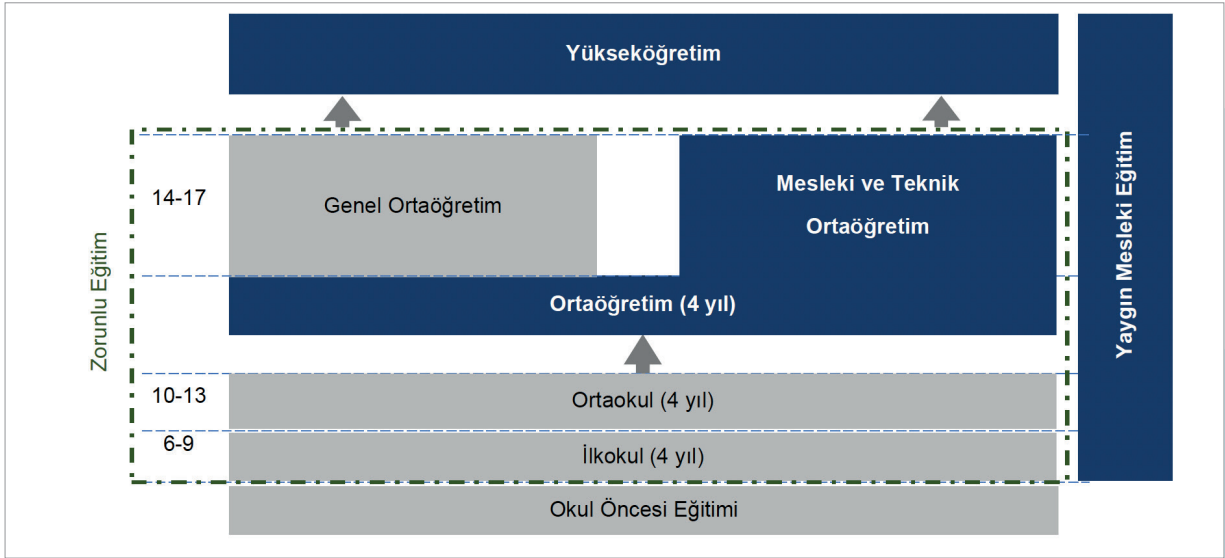 Yükseköğretim
14-17
Genel Ortaöğretim
Mesleki ve Teknik
Ortaöğretim
Ortaöğretim (4 yıl)
10-13
Ortaokul (4 yıl)
6-9
İlkokul (4 yıl)
Okul Öncesi Eğitimi
Zorunlu Eğitim
Yaygın Mesleki Eğitim